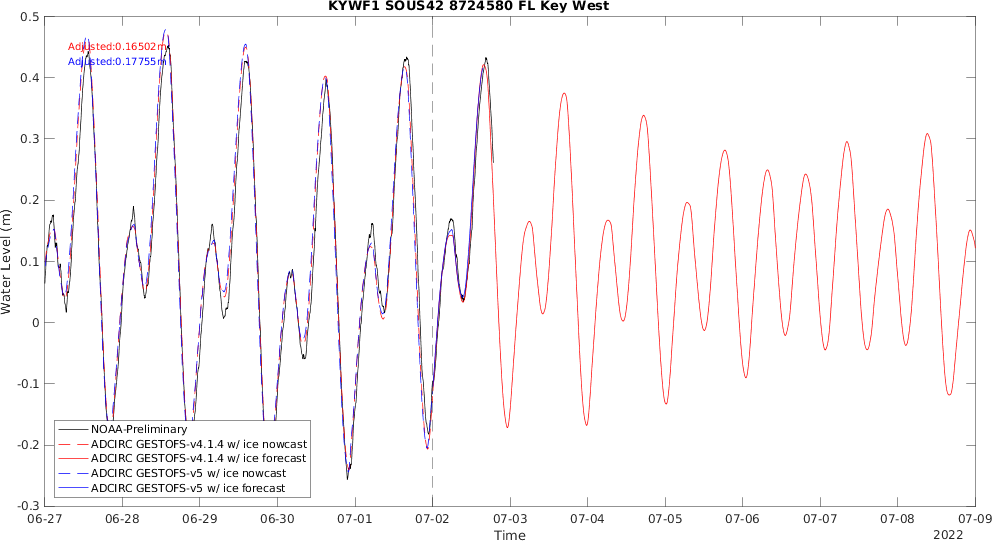 KYWF1 SOUS42 8724580 FL Key West
0.5
0.4
0.3
0.2
0.1
0
-0.1
-0.2
-0.3
Water Level (m)
Adjusted:0.16502m
Adjusted:0.17755m
NOAA-Preliminary
ADCIRC GESTOFS-v4.1.4 w/ ice nowcast
ADCIRC GESTOFS-v4.1.4 w/ ice forecast
ADCIRC GESTOFS-v5 w/ ice nowcast
ADCIRC GESTOFS-v5 w/ ice forecast
06-27 06-28 06-29 06-30 07-01 07-02 07-03 07-04 07-05 07-06 07-07 07-08 07-09
Time
2022